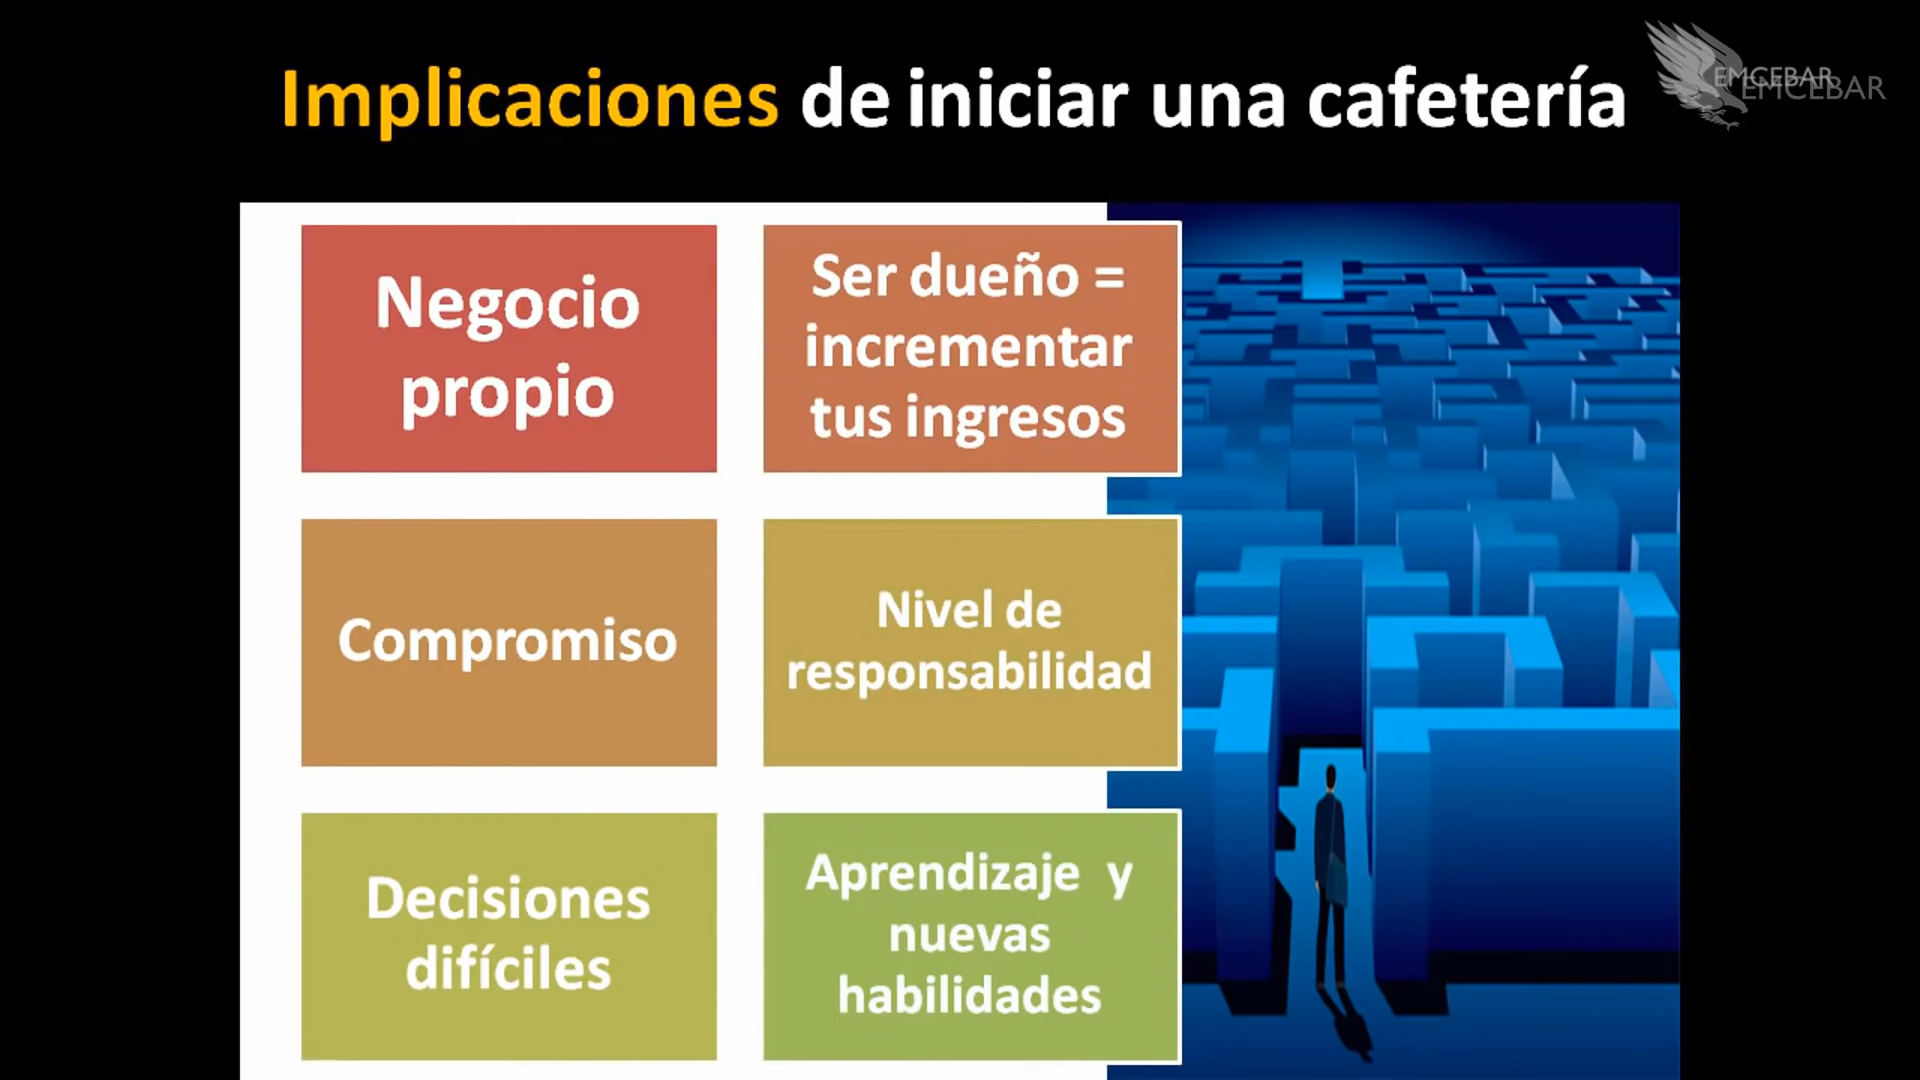 Implicaciones de iniciar una cafetería
EMCEBAR
EMCEBAR
Negocio
propio
Ser dueño =
incrementar
tus ingresos
Compromiso
Nivel de
responsabilidad
Decisiones
difíciles
Aprendizaje y
nuevas
habilidades